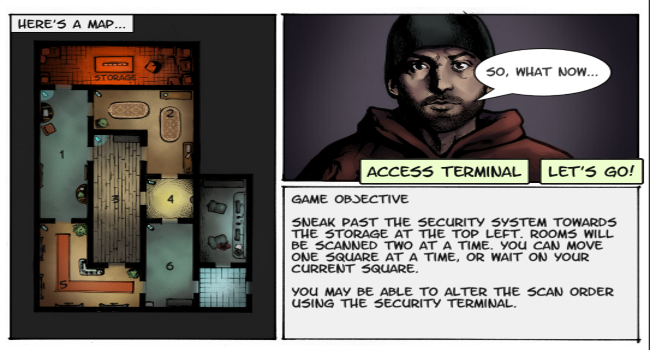 HERE'S A MAP...
STORAGE
1
2
3
4
5
6
SO, WHAT NOW...
ACCESS TERMINAL
LET'S GO!
GAME OBJECTIVE
SNEAK PAST THE SECURITY SYSTEM TOWARDS
THE STORAGE AT THE TOP LEFT. ROOMS WILL
BE SCANNED TWO AT A TIME. YOU CAN MOVE
ONE SQUARE AT A TIME, OR WAIT ON YOUR
CURRENT SQUARE.
YOU MAY BE ABLE TO ALTER THE SCAN ORDER
USING THE SECURITY TERMINAL.